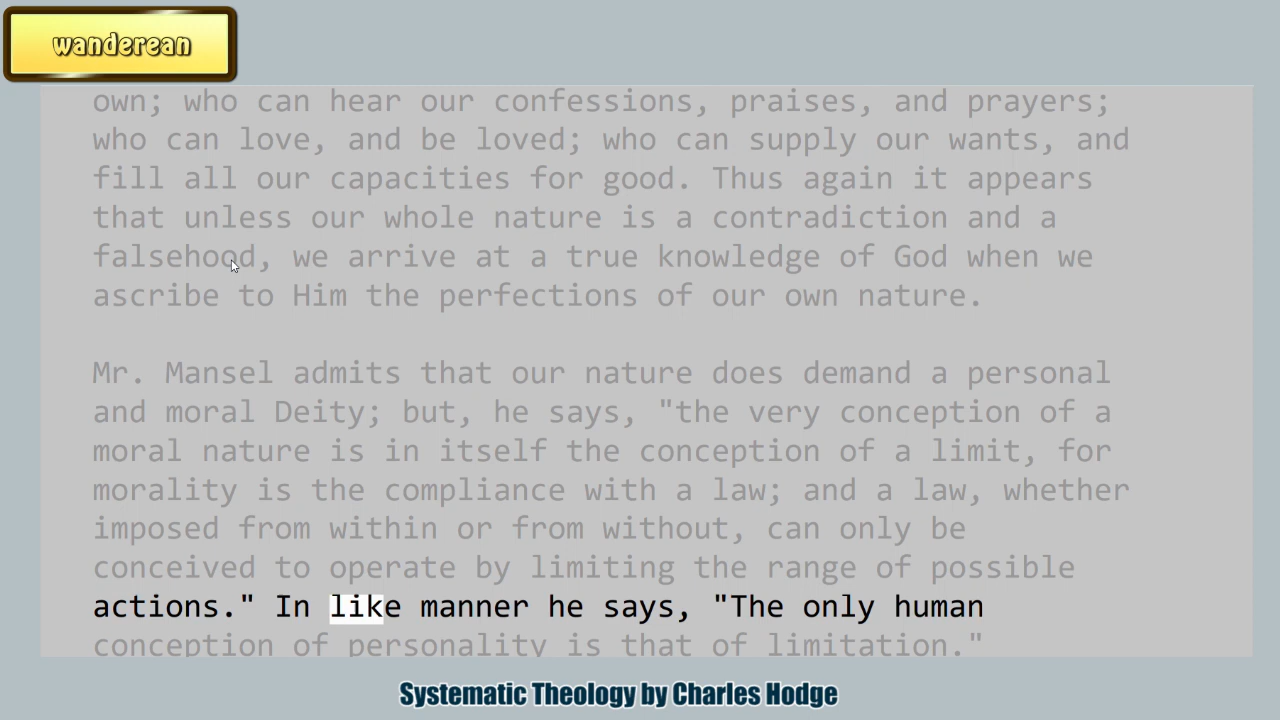 wanderean
own; who can hear our confessions, praises, and prayers;
who can love, and be loved; who can supply our wants, and
fill all our capacities for good. Thus again it appears
that unless our whole nature is a contradiction and a
falsehood, we arrive at a true knowledge of God when we
ascribe to Him the perfections of our own nature.
Mr. Mansel admits that our nature does demand a personal
and moral Deity; but, he says, "the very conception of a
moral nature is in itself the conception of a limit, for
morality is the compliance with a law; and a law, whether
imposed from within or from without, can only be
conceived to operate by limiting the range of possible
actions." In like manner he says, "The only human
conception of personality is that of limitation."
Systematic Theology by Charles Hodge